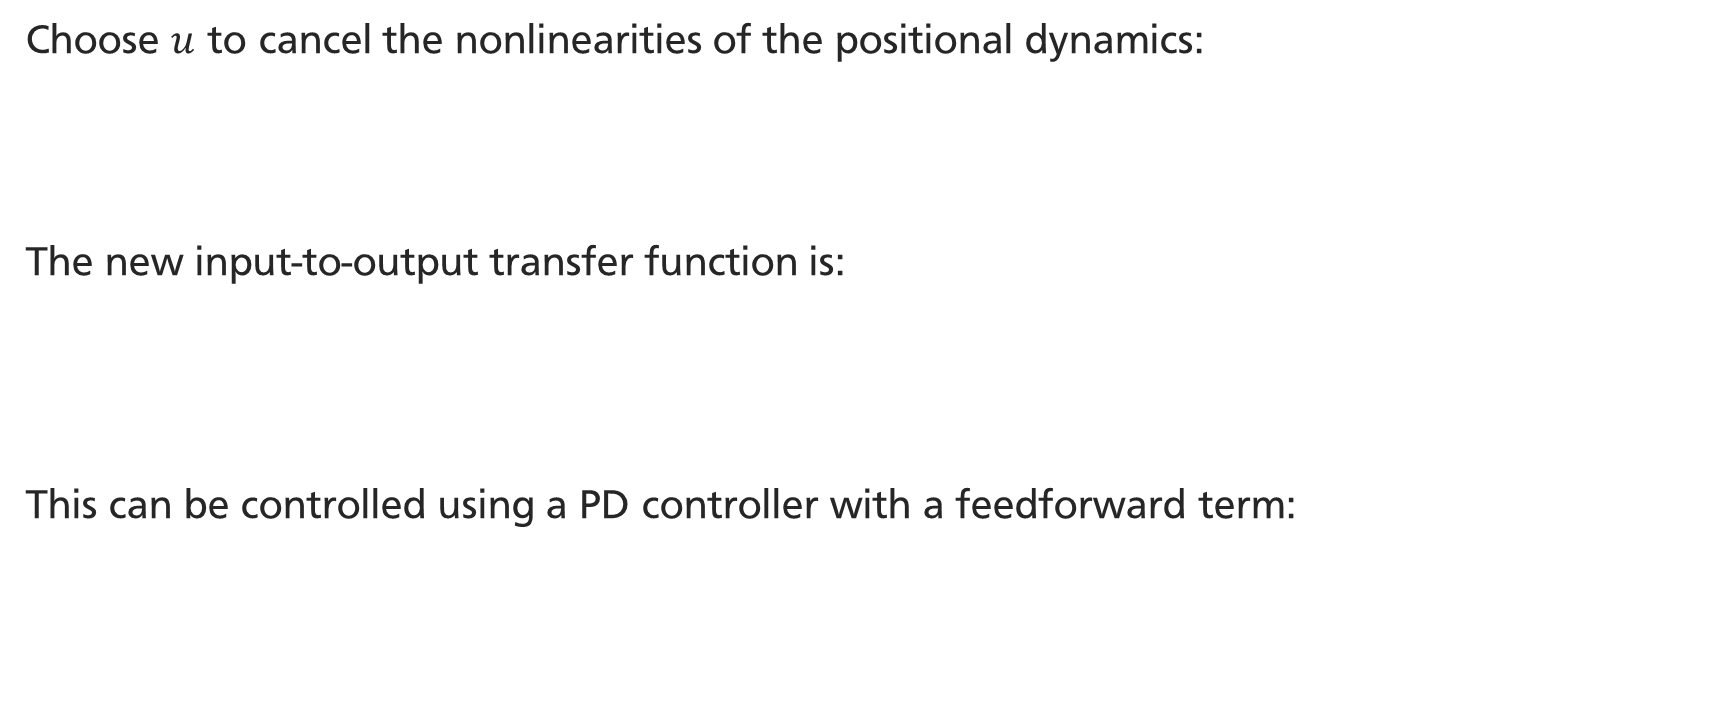 Choose u to cancel the nonlinearities of the positional dynamics:
The new input-to-output transfer function is:
This can be controlled using a PD controller with a feedforward term: